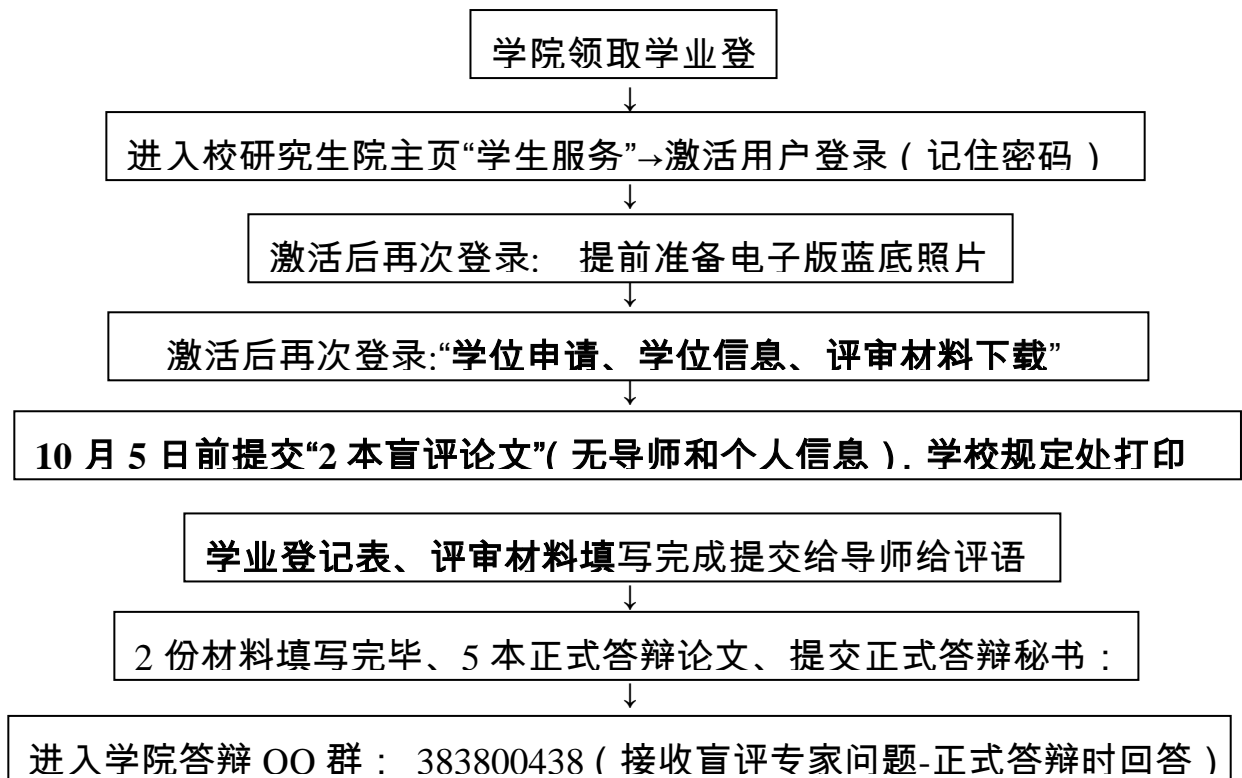 学院领取学业登
↓
进入校研究生院主页“学生服务”→激活用户登录（记住密码）
↓
激活后再次登录： 提前准备电子版蓝底照片
↓
激活后再次登录：“学位申请、学位信息、评审材料下载”
↓
10 月 5 日前提交“2 本盲评论文”（无导师和个人信息）. 学校规定处打印
学业登记表、评审材料填写完成提交给导师给评语
↓
2 份材料填写完毕、5 本正式答辩论文、提交正式答辩秘书：
↓
进入学院答辩 QQ 群： 383800438（接收盲评专家问题-正式答辩时回答）